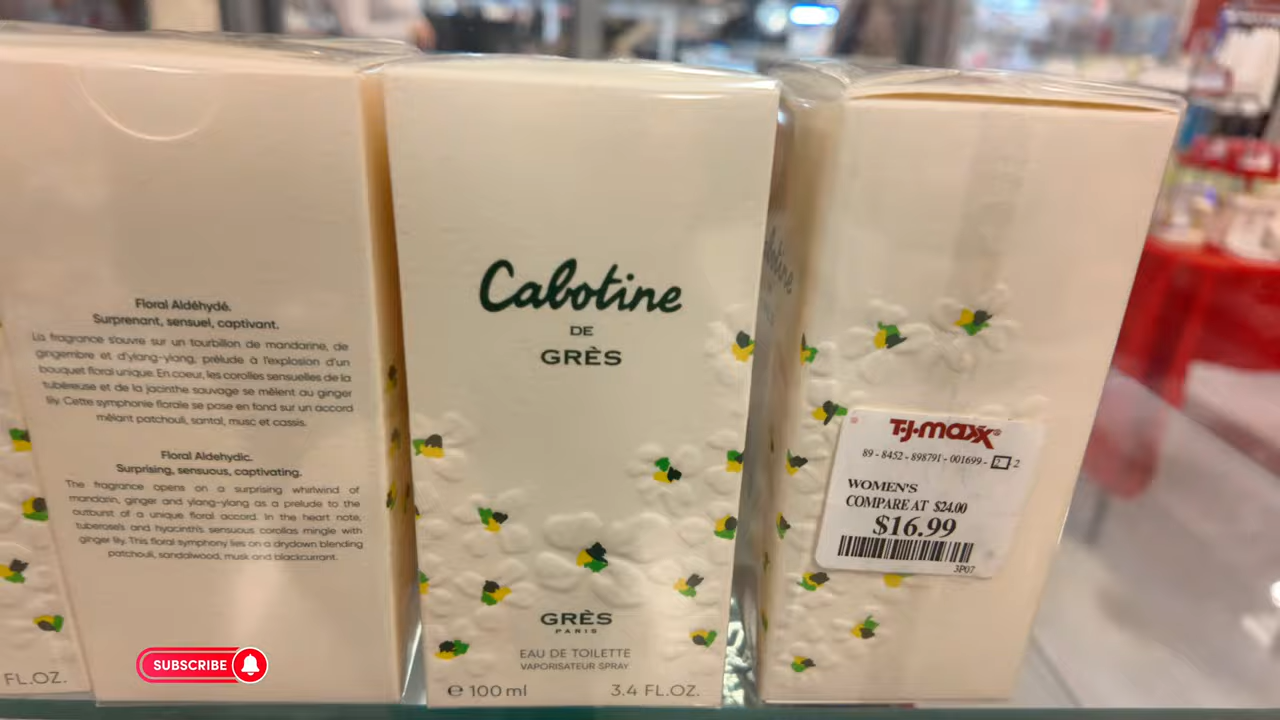 Floral Aldéhydé.
Surprenant, sensuel, captivant.
La fragrance s'ouvre sur un tourbillon de mandarine, de
gingembre et d'ylang-ylang, prélude à l'explosion d'un
bouquet floral unique. En coeur, les corolles sensuelles de la
tubéreuse et de la jacinthe sauvage se mêlent au ginger
lily. Cette symphonie florale se pose en fond sur un accord
mêlant patchouli, santal, musc et cassis.
Floral Aldehydic.
Surprising, sensuous, captivating.
The fragrance opens on a surprising whirlwind of
mandarin, ginger and ylang-ylang as a prelude to the
outburst of a unique floral accord. In the heart note,
tuberose's and hyacinth's sensuous corollas mingle with
ginger lily. This floral symphony lies on a drydown blending
patchouli, sandalwood, musk and blackcurrant.
FL.OZ.
SUBSCRIBE
Cabotine
DE
GRÈS
GRÈS
PARIS
EAU DE TOILETTE
VAPORISATEUR SPRAY
e 100 ml 3.4 FL.OZ.
T·J·maxx®
89 - 8452 - 898791 - 001699 - 2
WOMEN'S
COMPARE AT $24.00
$16.99
3P07